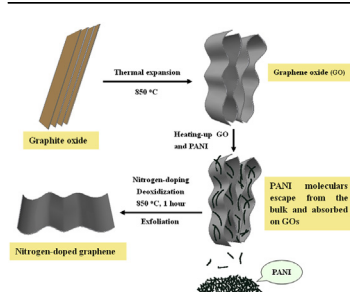 Thermal expansion
850 °C
Graphite oxide
Graphene oxide (GO)
Heating-up GO
and PANI
Nitrogen-doping
Deoxidization
850 °C, 1 hour
Exfoliation
Nitrogen-doped graphene
PANI moleculars
escape from the
bulk and absorbed
on GOs
PANI